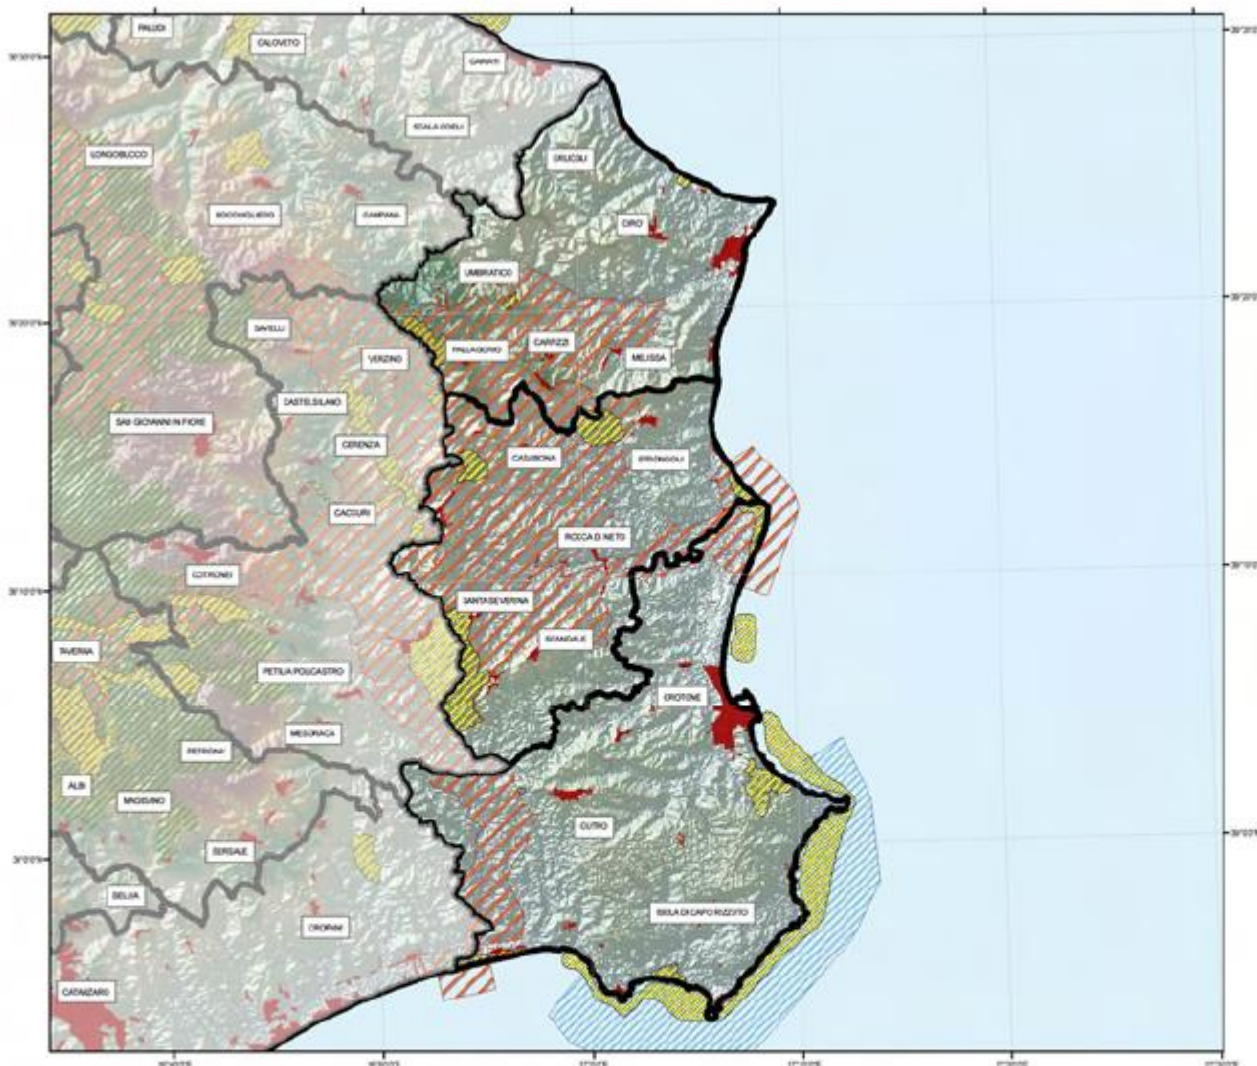 PALUDI
CALOVETO
CARIATI
SCALA COELI
LONGOBUCCO
CRUCOLI
BOCCHIGLIERO
CAMPANA
CIRO'
UMBRIATICO
SAVELLI
VERZINO
PALLAGORIO
CARFIZZI
MELISSA
CASTELSILANO
SAN GIOVANNI IN FIORE
CERENZIA
CASABONA
STRONGOLI
CACCURI
ROCCA DI NETO
COTRONEI
SANTA SEVERINA
SCANDALE
TAVERNA
PETILIA POLICASTRO
CROTONE
MESORACA
PETRONA'
ALBI
MAGISANO
CUTRO
SERSALE
BELVA
ISOLA DI CAPO RIZZUTO
CROPANI
CATANZARO